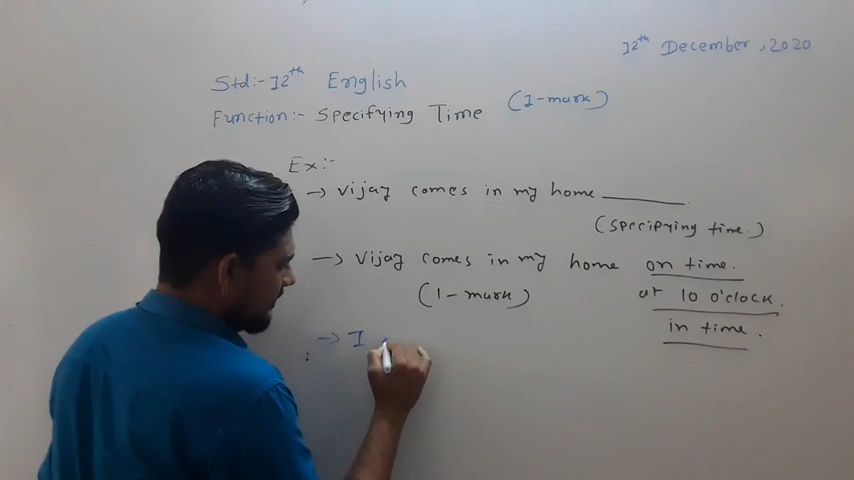 12th December, 2020
Std:- 12th English
Function:- Specifying Time (1-mark)
Ex:-
→ Vijay comes in my home ______.
(Specifying time.)
→ Vijay comes in my home on time.
(1-mark) at 10 o'clock.
in time.
→ I